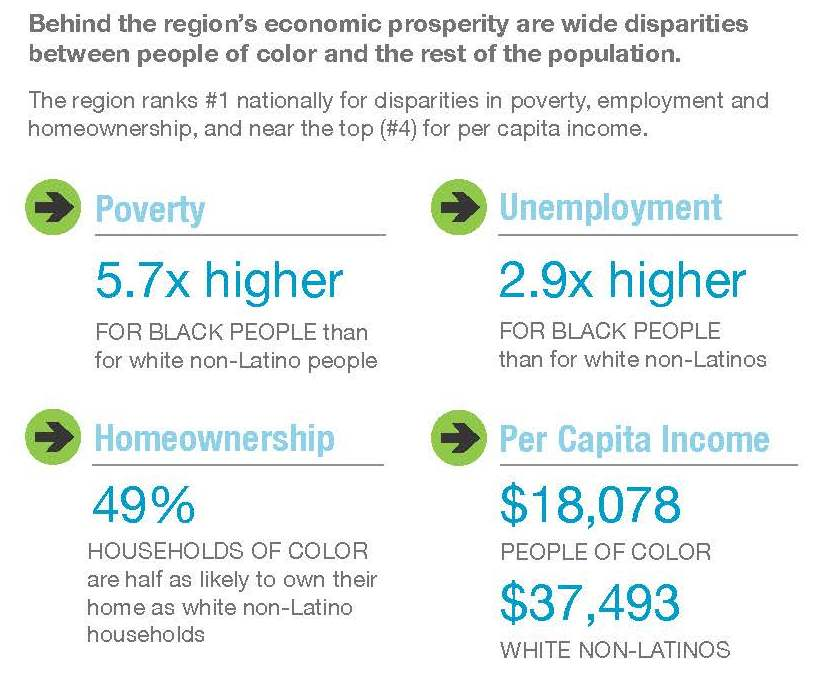 Behind the region's economic prosperity are wide disparities
between people of color and the rest of the population.
The region ranks #1 nationally for disparities in poverty, employment and
homeownership, and near the top (#4) for per capita income.
Poverty
5.7x higher
FOR BLACK PEOPLE than
for white non-Latino people
Unemployment
2.9x higher
FOR BLACK PEOPLE
than for white non-Latinos
Homeownership
49%
HOUSEHOLDS OF COLOR
are half as likely to own their
home as white non-Latino
households
Per Capita Income
$18,078
PEOPLE OF COLOR
$37,493
WHITE NON-LATINOS